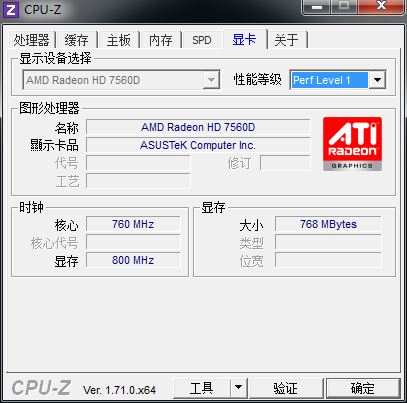 CPU-Z
处理器 缓存 主板 内存 SPD 显卡 关于
显示设备选择
AMD Radeon HD 7560D 性能等级 Perf Level 1
图形处理器
名称 AMD Radeon HD 7560D
顯示卡品 ASUSTeK Computer Inc.
代号 修订
工艺
ATI
RADEON
GRAPHICS
时钟
核心 760 MHz
核心代号
显存 800 MHz
显存
大小 768 MBytes
类型
位宽
CPU-Z Ver. 1.71.0.x64 工具 验证 确定